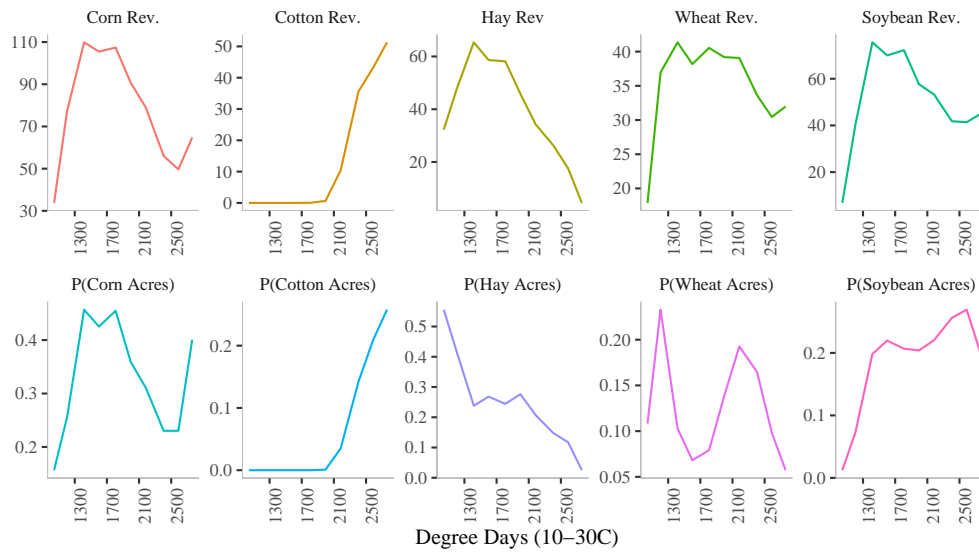 Corn Rev. Cotton Rev. Hay Rev Wheat Rev. Soybean Rev.
110 50 60 40 60
90 40 40 35 40
70 30 20 30 20
50 20 25
30 10 20
0
1300 1700 2100 2500 1300 1700 2100 2500 1300 1700 2100 2500 1300 1700 2100 2500 1300 1700 2100 2500
P(Corn Acres) P(Cotton Acres) P(Hay Acres) P(Wheat Acres) P(Soybean Acres)
0.4 0.2 0.5 0.20 0.2
0.3 0.1 0.4 0.15 0.1
0.2 0.0 0.3 0.10 0.0
0.2 0.05
0.1
0.0
1300 1700 2100 2500 1300 1700 2100 2500 1300 1700 2100 2500 1300 1700 2100 2500 1300 1700 2100 2500
Degree Days (10−30C)